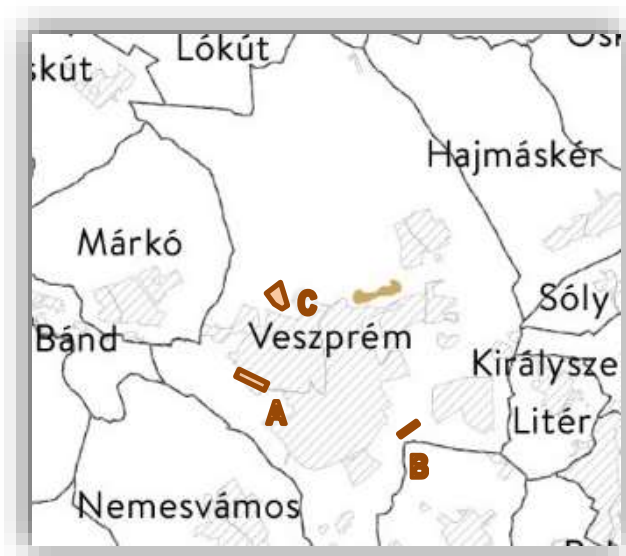 Lókút
skút
Hajmáskér
Márkó
C
Sóly
Veszprém
Bánd
Királysze
A
Litér
B
Nemesvámos